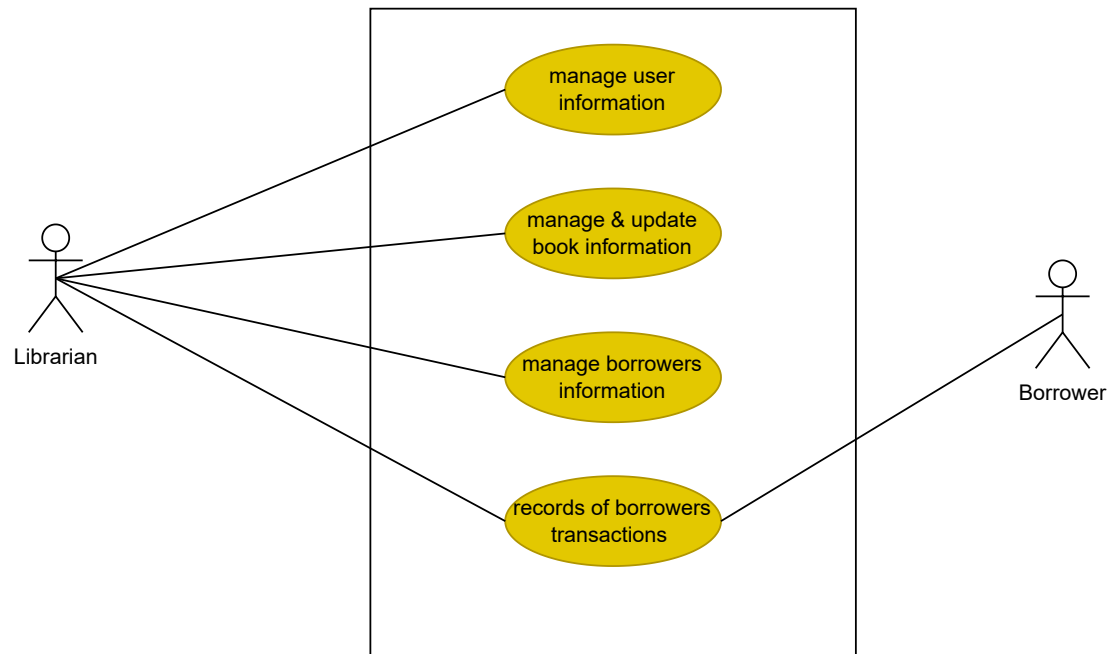 manage user
information
manage & update
book information
Librarian
manage borrowers
information
Borrower
records of borrowers
transactions